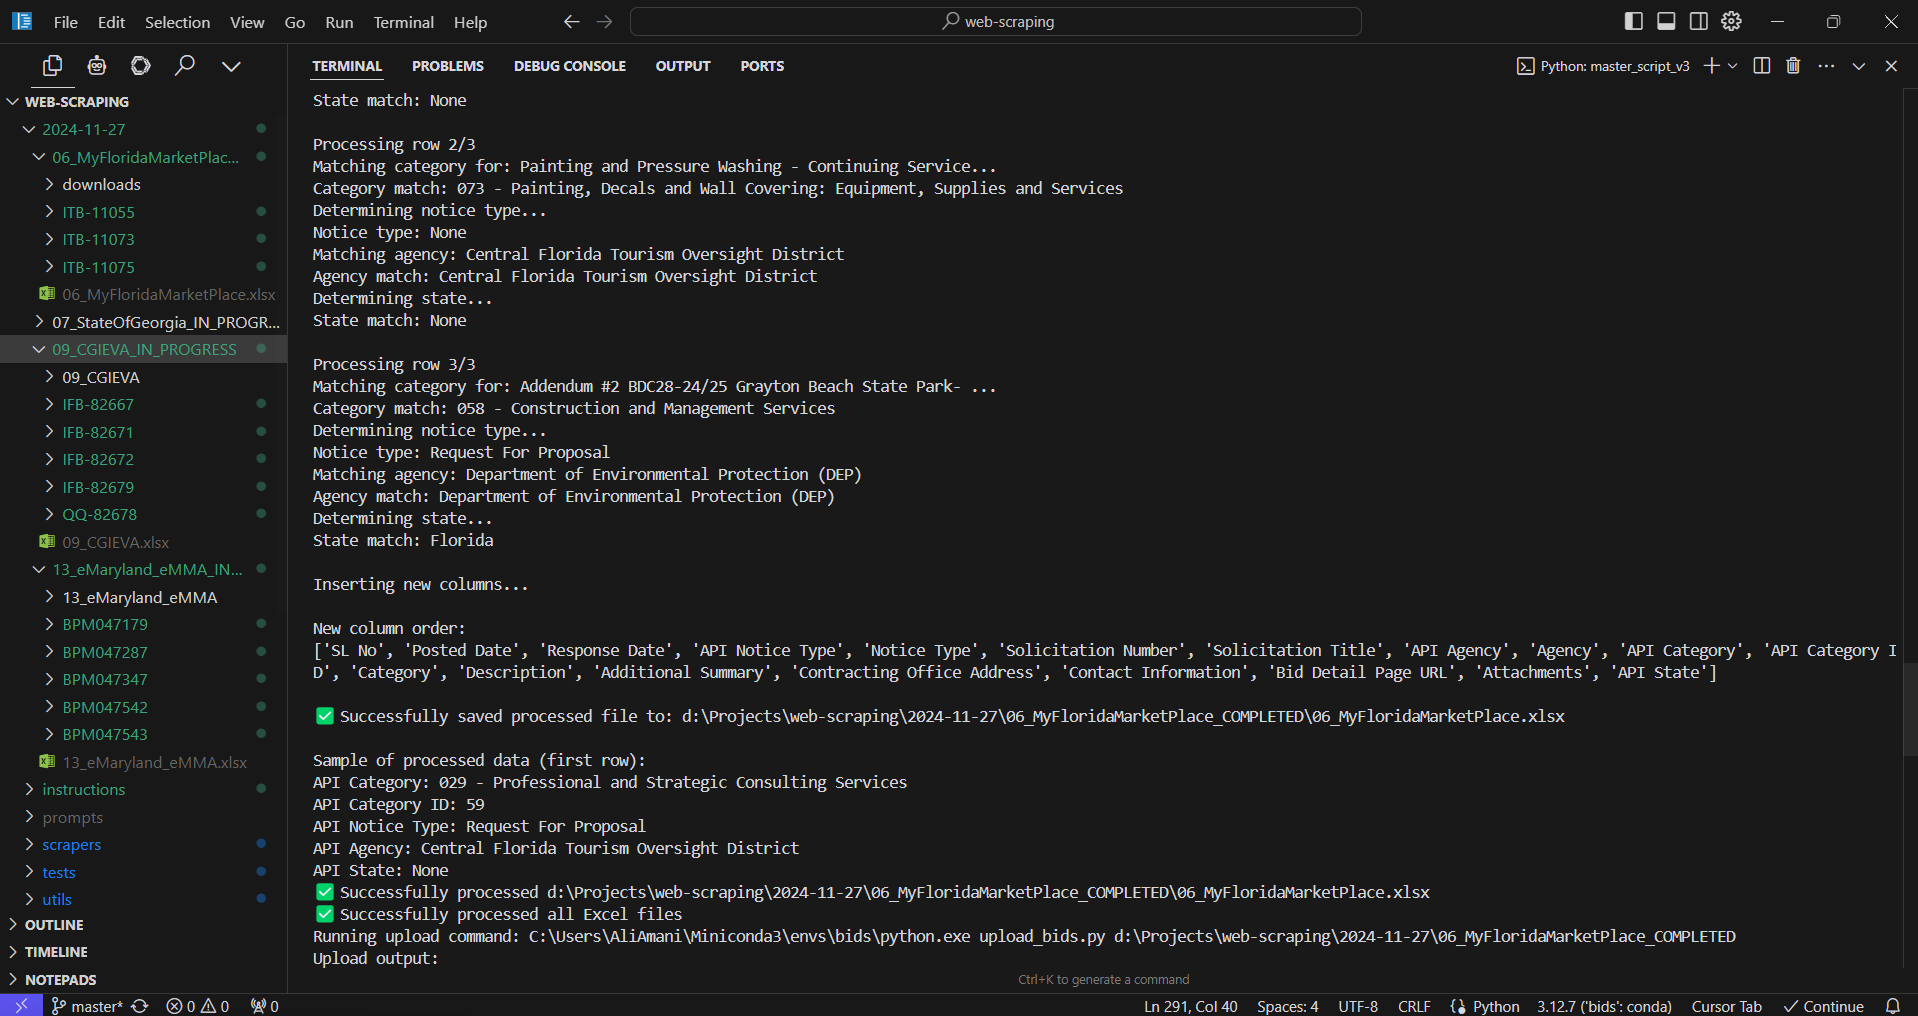 File Edit Selection View Go Run Terminal Help
web-scraping
TERMINAL PROBLEMS DEBUG CONSOLE OUTPUT PORTS
Python: master_script_v3
WEB-SCRAPING
2024-11-27
06_MyFloridaMarketPlac...
downloads
ITB-11055
ITB-11073
ITB-11075
06_MyFloridaMarketPlace.xlsx
07_StateOfGeorgia_IN_PROGR...
09_CGIEVA_IN_PROGRESS
09_CGIEVA
IFB-82667
IFB-82671
IFB-82672
IFB-82679
QQ-82678
09_CGIEVA.xlsx
13_eMaryland_eMMA_IN...
13_eMaryland_eMMA
BPM047179
BPM047287
BPM047347
BPM047542
BPM047543
13_eMaryland_eMMA.xlsx
instructions
prompts
scrapers
tests
utils
OUTLINE
TIMELINE
NOTEPADS
State match: None
Processing row 2/3
Matching category for: Painting and Pressure Washing - Continuing Service...
Category match: 073 - Painting, Decals and Wall Covering: Equipment, Supplies and Services
Determining notice type...
Notice type: None
Matching agency: Central Florida Tourism Oversight District
Agency match: Central Florida Tourism Oversight District
Determining state...
State match: None
Processing row 3/3
Matching category for: Addendum #2 BDC28-24/25 Grayton Beach State Park- ...
Category match: 058 - Construction and Management Services
Determining notice type...
Notice type: Request For Proposal
Matching agency: Department of Environmental Protection (DEP)
Agency match: Department of Environmental Protection (DEP)
Determining state...
State match: Florida
Inserting new columns...
New column order:
['SL No', 'Posted Date', 'Response Date', 'API Notice Type', 'Notice Type', 'Solicitation Number', 'Solicitation Title', 'API Agency', 'Agency', 'API Category', 'API Category I
D', 'Category', 'Description', 'Additional Summary', 'Contracting Office Address', 'Contact Information', 'Bid Detail Page URL', 'Attachments', 'API State']
✅ Successfully saved processed file to: d:\Projects\web-scraping\2024-11-27\06_MyFloridaMarketPlace_COMPLETED\06_MyFloridaMarketPlace.xlsx
Sample of processed data (first row):
API Category: 029 - Professional and Strategic Consulting Services
API Category ID: 59
API Notice Type: Request For Proposal
API Agency: Central Florida Tourism Oversight District
API State: None
✅ Successfully processed d:\Projects\web-scraping\2024-11-27\06_MyFloridaMarketPlace_COMPLETED\06_MyFloridaMarketPlace.xlsx
✅ Successfully processed all Excel files
Running upload command: C:\Users\AliAmani\Miniconda3\envs\bids\python.exe upload_bids.py d:\Projects\web-scraping\2024-11-27\06_MyFloridaMarketPlace_COMPLETED
Upload output:
Ctrl+K to generate a command
master* 0 0 0 Ln 291, Col 40 Spaces: 4 UTF-8 CRLF Python 3.12.7 ('bids': conda) Cursor Tab Continue